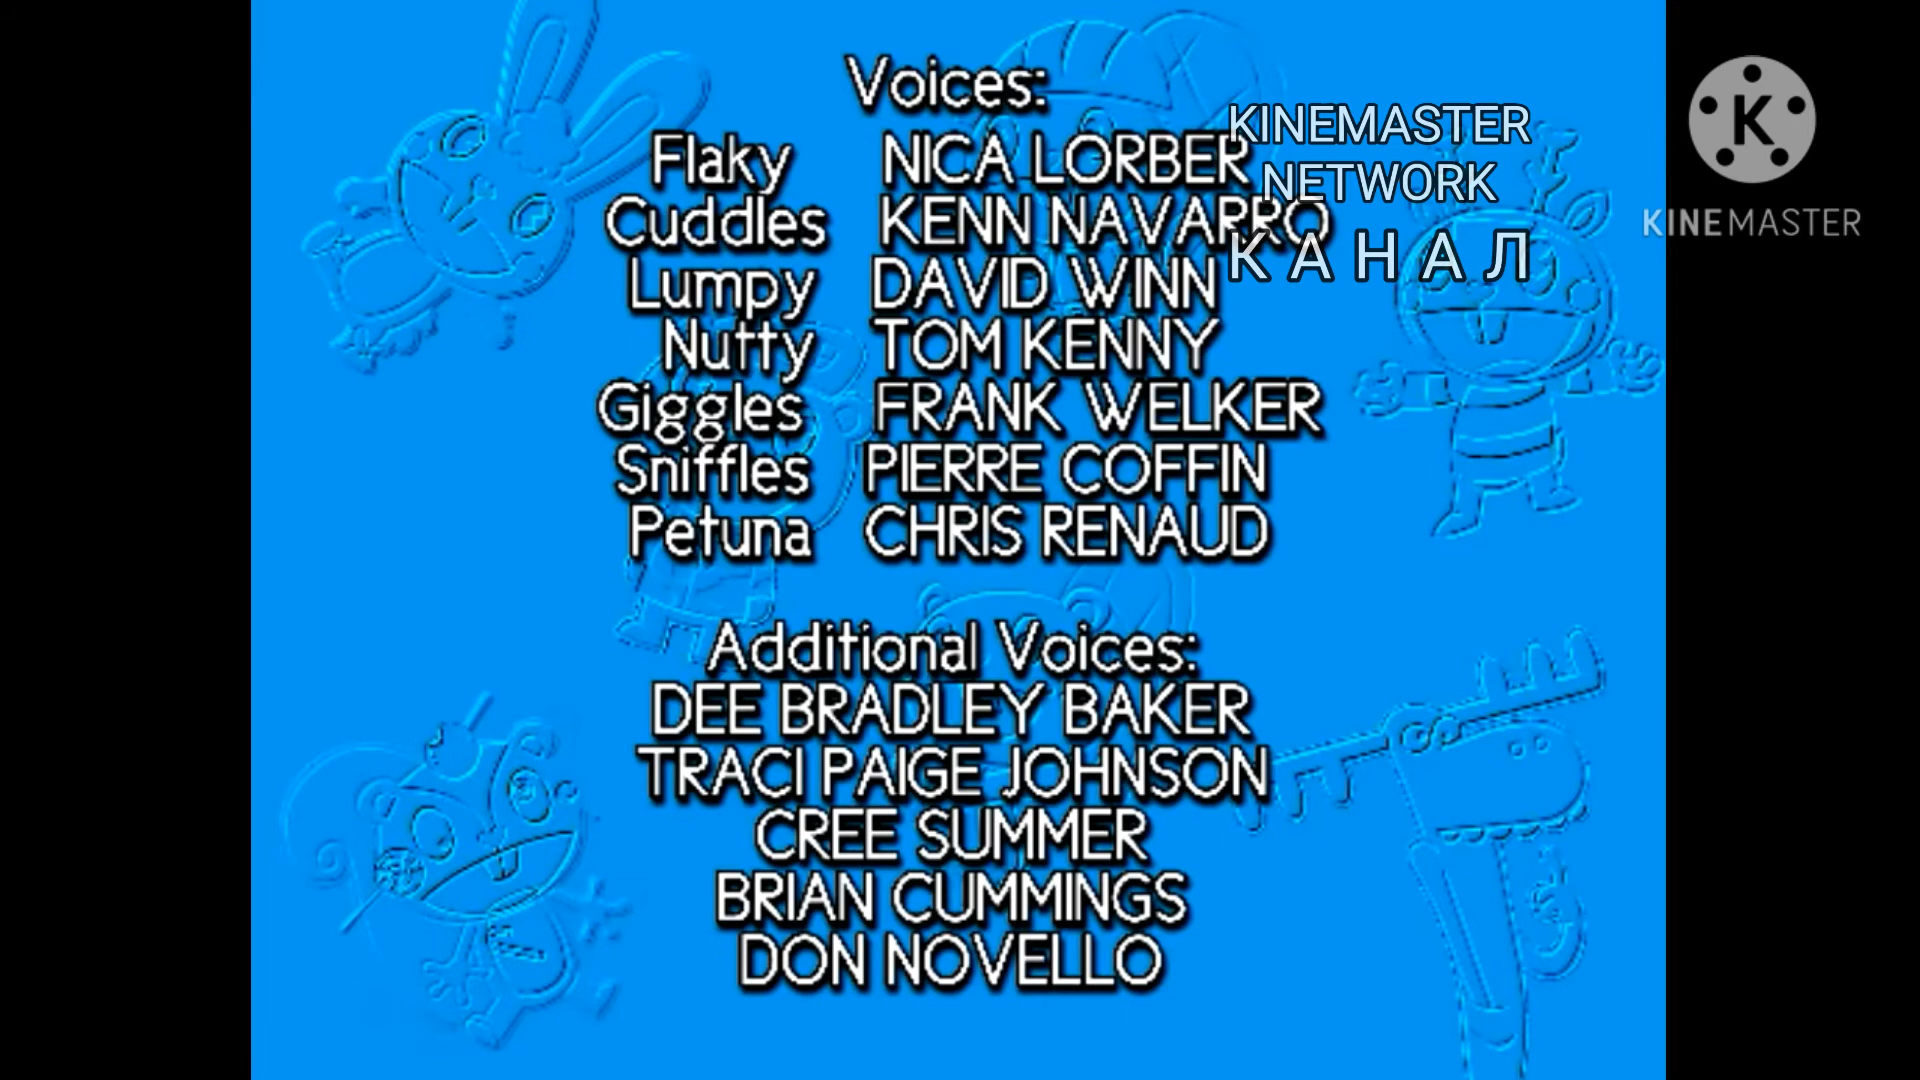 Voices:
Flaky NICA LORBER
Cuddles KENN NAVARRO
Lumpy DAVID WINN
Nutty TOM KENNY
Giggles FRANK WELKER
Sniffles PIERRE COFFIN
Petuna CHRIS RENAUD
Additional Voices:
DEE BRADLEY BAKER
TRACI PAIGE JOHNSON
CREE SUMMER
BRIAN CUMMINGS
DON NOVELLO
KINEMASTER
NETWORK
КАНАЛ
K
KINEMASTER